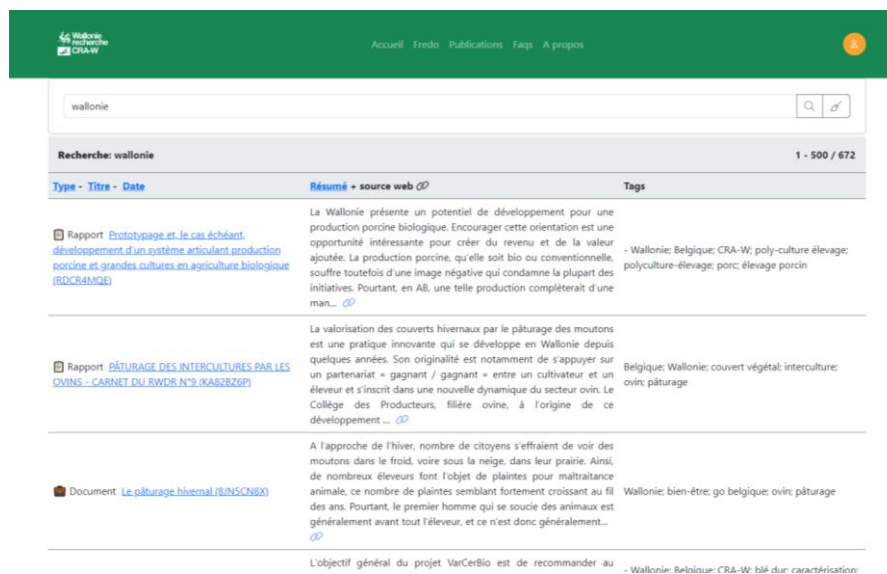 Wallonie
recherche
CRA-W
Accueil Fredo Publications Faqs A propos
wallonie
Recherche: wallonie 1 - 500 / 672
Type - Titre - Date Résumé + source web Tags
Rapport Prototypage et, le cas échéant,
développement d'un système articulant production
porcine et grandes cultures en agriculture biologique
(RDCR4MQE)
La Wallonie présente un potentiel de développement pour une
production porcine biologique. Encourager cette orientation est une
opportunité intéressante pour créer du revenu et de la valeur
ajoutée. La production porcine, qu'elle soit bio ou conventionnelle,
souffre toutefois d'une image négative qui condamne la plupart des
initiatives. Pourtant, en AB, une telle production complèterait d'une
man...
- Wallonie; Belgique; CRA-W; poly-culture élevage;
polyculture-élevage; porc; élevage porcin
Rapport PÂTURAGE DES INTERCULTURES PAR LES
OVINS - CARNET DU RWDR N°9 (KA82BZ6P)
La valorisation des couverts hivernaux par le pâturage des moutons
est une pratique innovante qui se développe en Wallonie depuis
quelques années. Son originalité est notamment de s'appuyer sur
un partenariat « gagnant / gagnant » entre un cultivateur et un
éleveur et s'inscrit dans une nouvelle dynamique du secteur ovin. Le
Collège des Producteurs, filière ovine, à l'origine de ce
développement ...
Belgique; Wallonie; couvert végétal; interculture;
ovin; pâturage
Document Le pâturage hivernal (8JN5CN8X)
A l'approche de l'hiver, nombre de citoyens s'effraient de voir des
moutons dans le froid, voire sous la neige, dans leur prairie. Ainsi,
de nombreux éleveurs font l'objet de plaintes pour maltraitance
animale, ce nombre de plaintes semblant fortement croissant au fil
des ans. Pourtant, le premier homme qui se soucie des animaux est
généralement avant tout l'éleveur, et ce n'est donc généralement...
Wallonie; bien-être; go belgique; ovin; pâturage
L'objectif général du projet VarCerBio est de recommander au
- Wallonie; Belgique; CRA-W; blé dur; caractérisation;